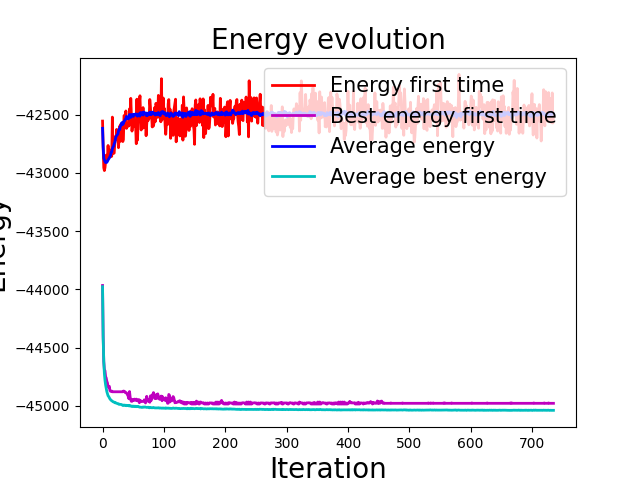 Energy evolution
Energy first time
Best energy first time
Average energy
Average best energy
−42500
−43000
−43500
−44000
−44500
−45000
Energy
0 100 200 300 400 500 600 700
Iteration